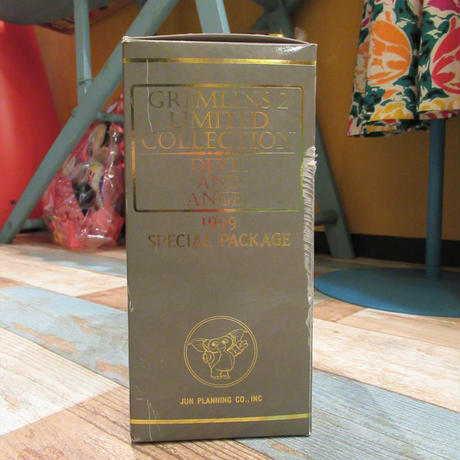 GREMLINS 2
LIMITED
COLLECTION
DEVIL
AND
ANGEL
1999
SPECIAL PACKAGE
JUN PLANNING CO., INC